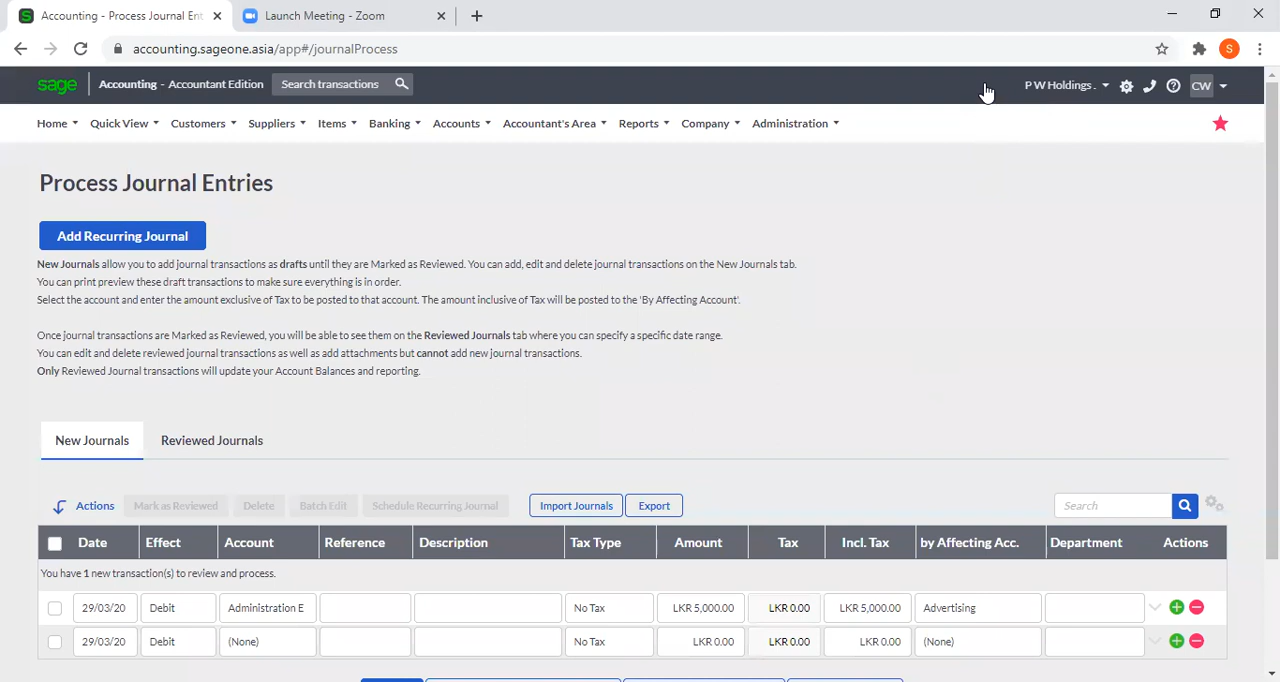 Accounting - Process Journal Ent
Launch Meeting - Zoom
accounting.sageone.asia/app#/journalProcess
S
sage Accounting - Accountant Edition Search transactions P W Holdings . CW
Home Quick View Customers Suppliers Items Banking Accounts Accountant's Area Reports Company Administration
Process Journal Entries
Add Recurring Journal
New Journals allow you to add journal transactions as drafts until they are Marked as Reviewed. You can add, edit and delete journal transactions on the New Journals tab.
You can print preview these draft transactions to make sure everything is in order.
Select the account and enter the amount exclusive of Tax to be posted to that account. The amount inclusive of Tax will be posted to the 'By Affecting Account'.
Once journal transactions are Marked as Reviewed, you will be able to see them on the Reviewed Journals tab where you can specify a specific date range.
You can edit and delete reviewed journal transactions as well as add attachments but cannot add new journal transactions.
Only Reviewed Journal transactions will update your Account Balances and reporting.
New Journals Reviewed Journals
Actions Mark as Reviewed Delete Batch Edit Schedule Recurring Journal Import Journals Export Search
Date Effect Account Reference Description Tax Type Amount Tax Incl. Tax by Affecting Acc. Department Actions
You have 1 new transaction(s) to review and process.
29/03/20 Debit Administration E No Tax LKR 5,000.00 LKR 0.00 LKR 5,000.00 Advertising
29/03/20 Debit (None) No Tax LKR 0.00 LKR 0.00 LKR 0.00 (None)